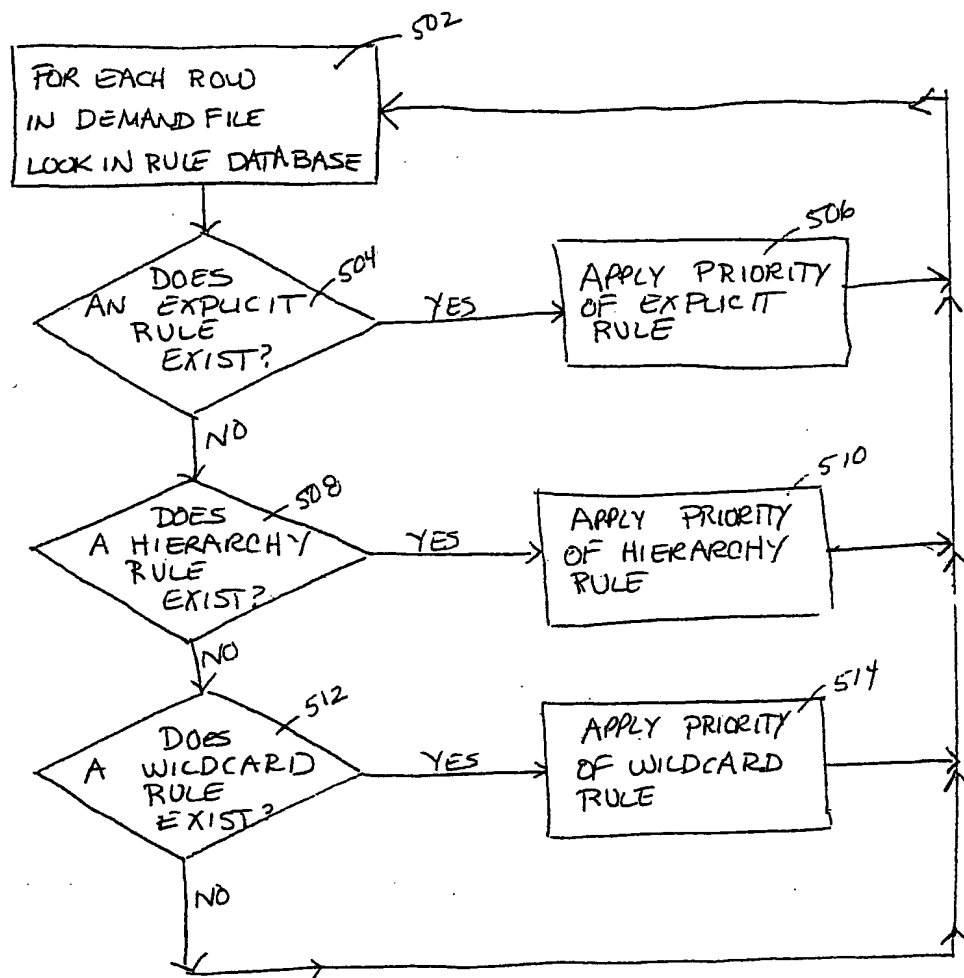 502
FOR EACH ROW
IN DEMAND FILE
LOOK IN RULE DATABASE
504
DOES
AN EXPLICIT
RULE
EXIST?
YES
506
APPLY PRIORITY
OF EXPLICIT
RULE
NO
508
DOES
A HIERARCHY
RULE
EXIST?
YES
510
APPLY PRIORITY
OF HIERARCHY
RULE
NO
512
DOES
A WILDCARD
RULE
EXIST?
YES
514
APPLY PRIORITY
OF WILDCARD
RULE
NO